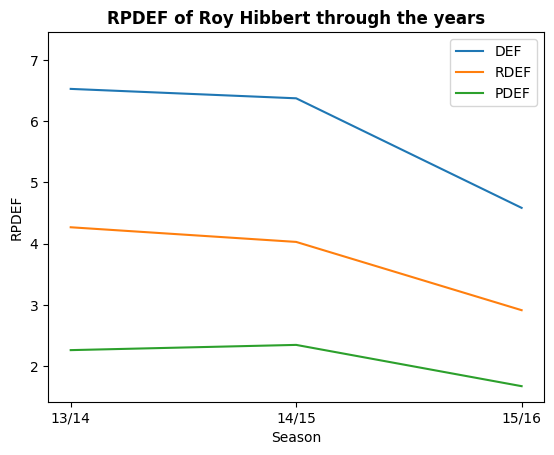 RPDEF of Roy Hibbert through the years
DEF
RDEF
PDEF
7
6
5
4
3
2
RPDEF
13/14
14/15
15/16
Season